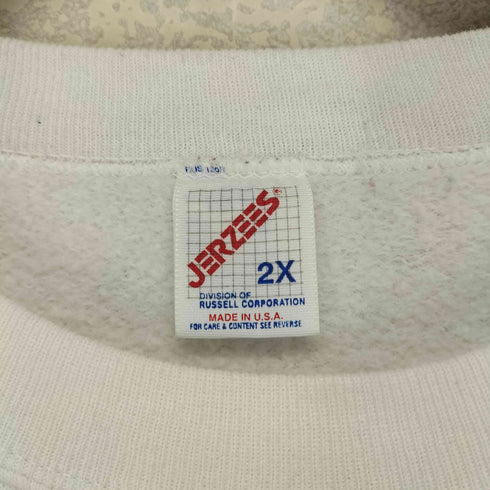 JERZEES
2X
DIVISION OF
RUSSELL CORPORATION
MADE IN U.S.A.
FOR CARE & CONTENT SEE REVERSE